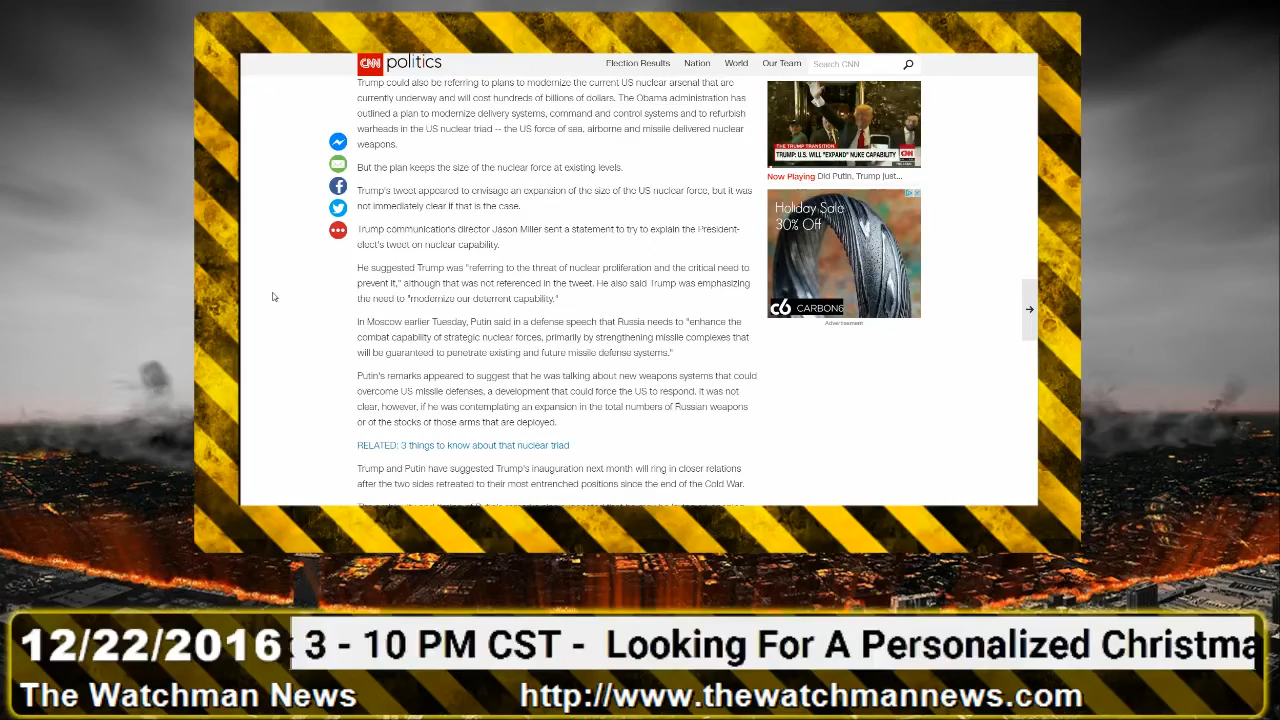 CNN politics
Election Results Nation World Our Team Search CNN
Trump could also be referring to plans to modernize the current US nuclear arsenal that are
currently underway and will cost hundreds of billions of dollars. The Obama administration has
outlined a plan to modernize delivery systems, command and control systems and to refurbish
warheads in the US nuclear triad -- the US force of sea, airborne and missile delivered nuclear
weapons.
But the plan keeps the size of the nuclear force at existing levels.
Trump's tweet appeared to envisage an expansion of the size of the US nuclear force, but it was
not immediately clear if that is the case.
Trump communications director Jason Miller sent a statement to try to explain the President-
elect's tweet on nuclear capability.
He suggested Trump was "referring to the threat of nuclear proliferation and the critical need to
prevent it," although that was not referenced in the tweet. He also said Trump was emphasizing
the need to "modernize our deterrent capability."
In Moscow earlier Tuesday, Putin said in a defense speech that Russia needs to "enhance the
combat capability of strategic nuclear forces, primarily by strengthening missile complexes that
will be guaranteed to penetrate existing and future missile defense systems."
Putin's remarks appeared to suggest that he was talking about new weapons systems that could
overcome US missile defenses, a development that could force the US to respond. It was not
clear, however, if he was contemplating an expansion in the total numbers of Russian weapons
or of the stocks of those arms that are deployed.
RELATED: 3 things to know about that nuclear triad
Trump and Putin have suggested Trump's inauguration next month will ring in closer relations
after the two sides retreated to their most entrenched positions since the end of the Cold War.
THE TRUMP TRANSITION
TRUMP: U.S. WILL "EXPAND" NUKE CAPABILITY
CNN
Now Playing Did Putin, Trump just...
Holiday Sale
30% Off
C6 CARBON6
Advertisement
12/22/2016 3 - 10 PM CST - Looking For A Personalized Christma
The Watchman News http://www.thewatchmannews.com